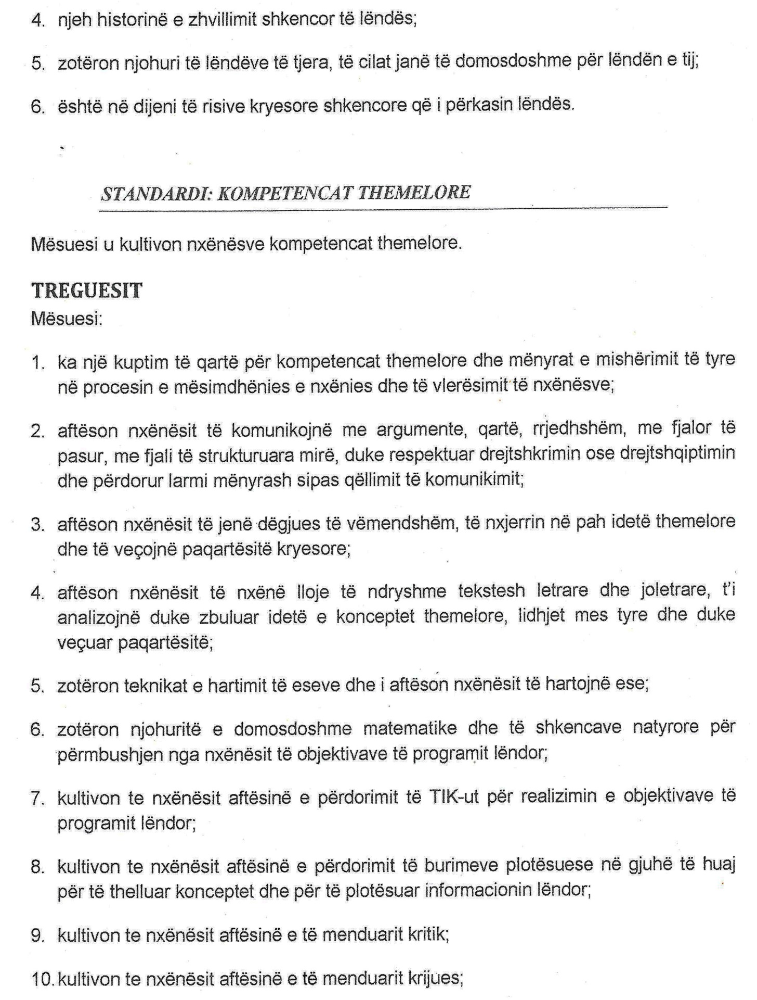 4. njeh historinë e zhvillimit shkencor të lëndës;
5. zotëron njohuri të lëndëve të tjera, të cilat janë të domosdoshme për lëndën e tij;
6. është në dijeni të risive kryesore shkencore që i përkasin lëndës.
STANDARDI: KOMPETENCAT THEMELORE
Mësuesi u kultivon nxënësve kompetencat themelore.
TREGUESIT
Mësuesi:
1. ka një kuptim të qartë për kompetencat themelore dhe mënyrat e mishërimit të tyre
në procesin e mësimdhënies e nxënies dhe të vlerësimit të nxënësve;
2. aftëson nxënësit të komunikojnë me argumente, qartë, rrjedhshëm, me fjalor të
pasur, me fjali të strukturuara mirë, duke respektuar drejtshkrimin ose drejtshqiptimin
dhe përdorur larmi mënyrash sipas qëllimit të komunikimit;
3. aftëson nxënësit të jenë dëgjues të vëmendshëm, të nxjerrin në pah idetë themelore
dhe të veçojnë paqartësitë kryesore;
4. aftëson nxënësit të nxënë lloje të ndryshme tekstesh letrare dhe joletrare, t'i
analizojnë duke zbuluar idetë e konceptet themelore, lidhjet mes tyre dhe duke
veçuar paqartësitë;
5. zotëron teknikat e hartimit të eseve dhe i aftëson nxënësit të hartojnë ese;
6. zotëron njohuritë e domosdoshme matematike dhe të shkencave natyrore për
përmbushjen nga nxënësit të objektivave të programit lëndor;
7. kultivon te nxënësit aftësinë e përdorimit të TIK-ut për realizimin e objektivave të
programit lëndor;
8. kultivon te nxënësit aftësinë e përdorimit të burimeve plotësuese në gjuhë të huaj
për të thelluar konceptet dhe për të plotësuar informacionin lëndor;
9. kultivon te nxënësit aftësinë e të menduarit kritik;
10. kultivon te nxënësit aftësinë e të menduarit krijues;